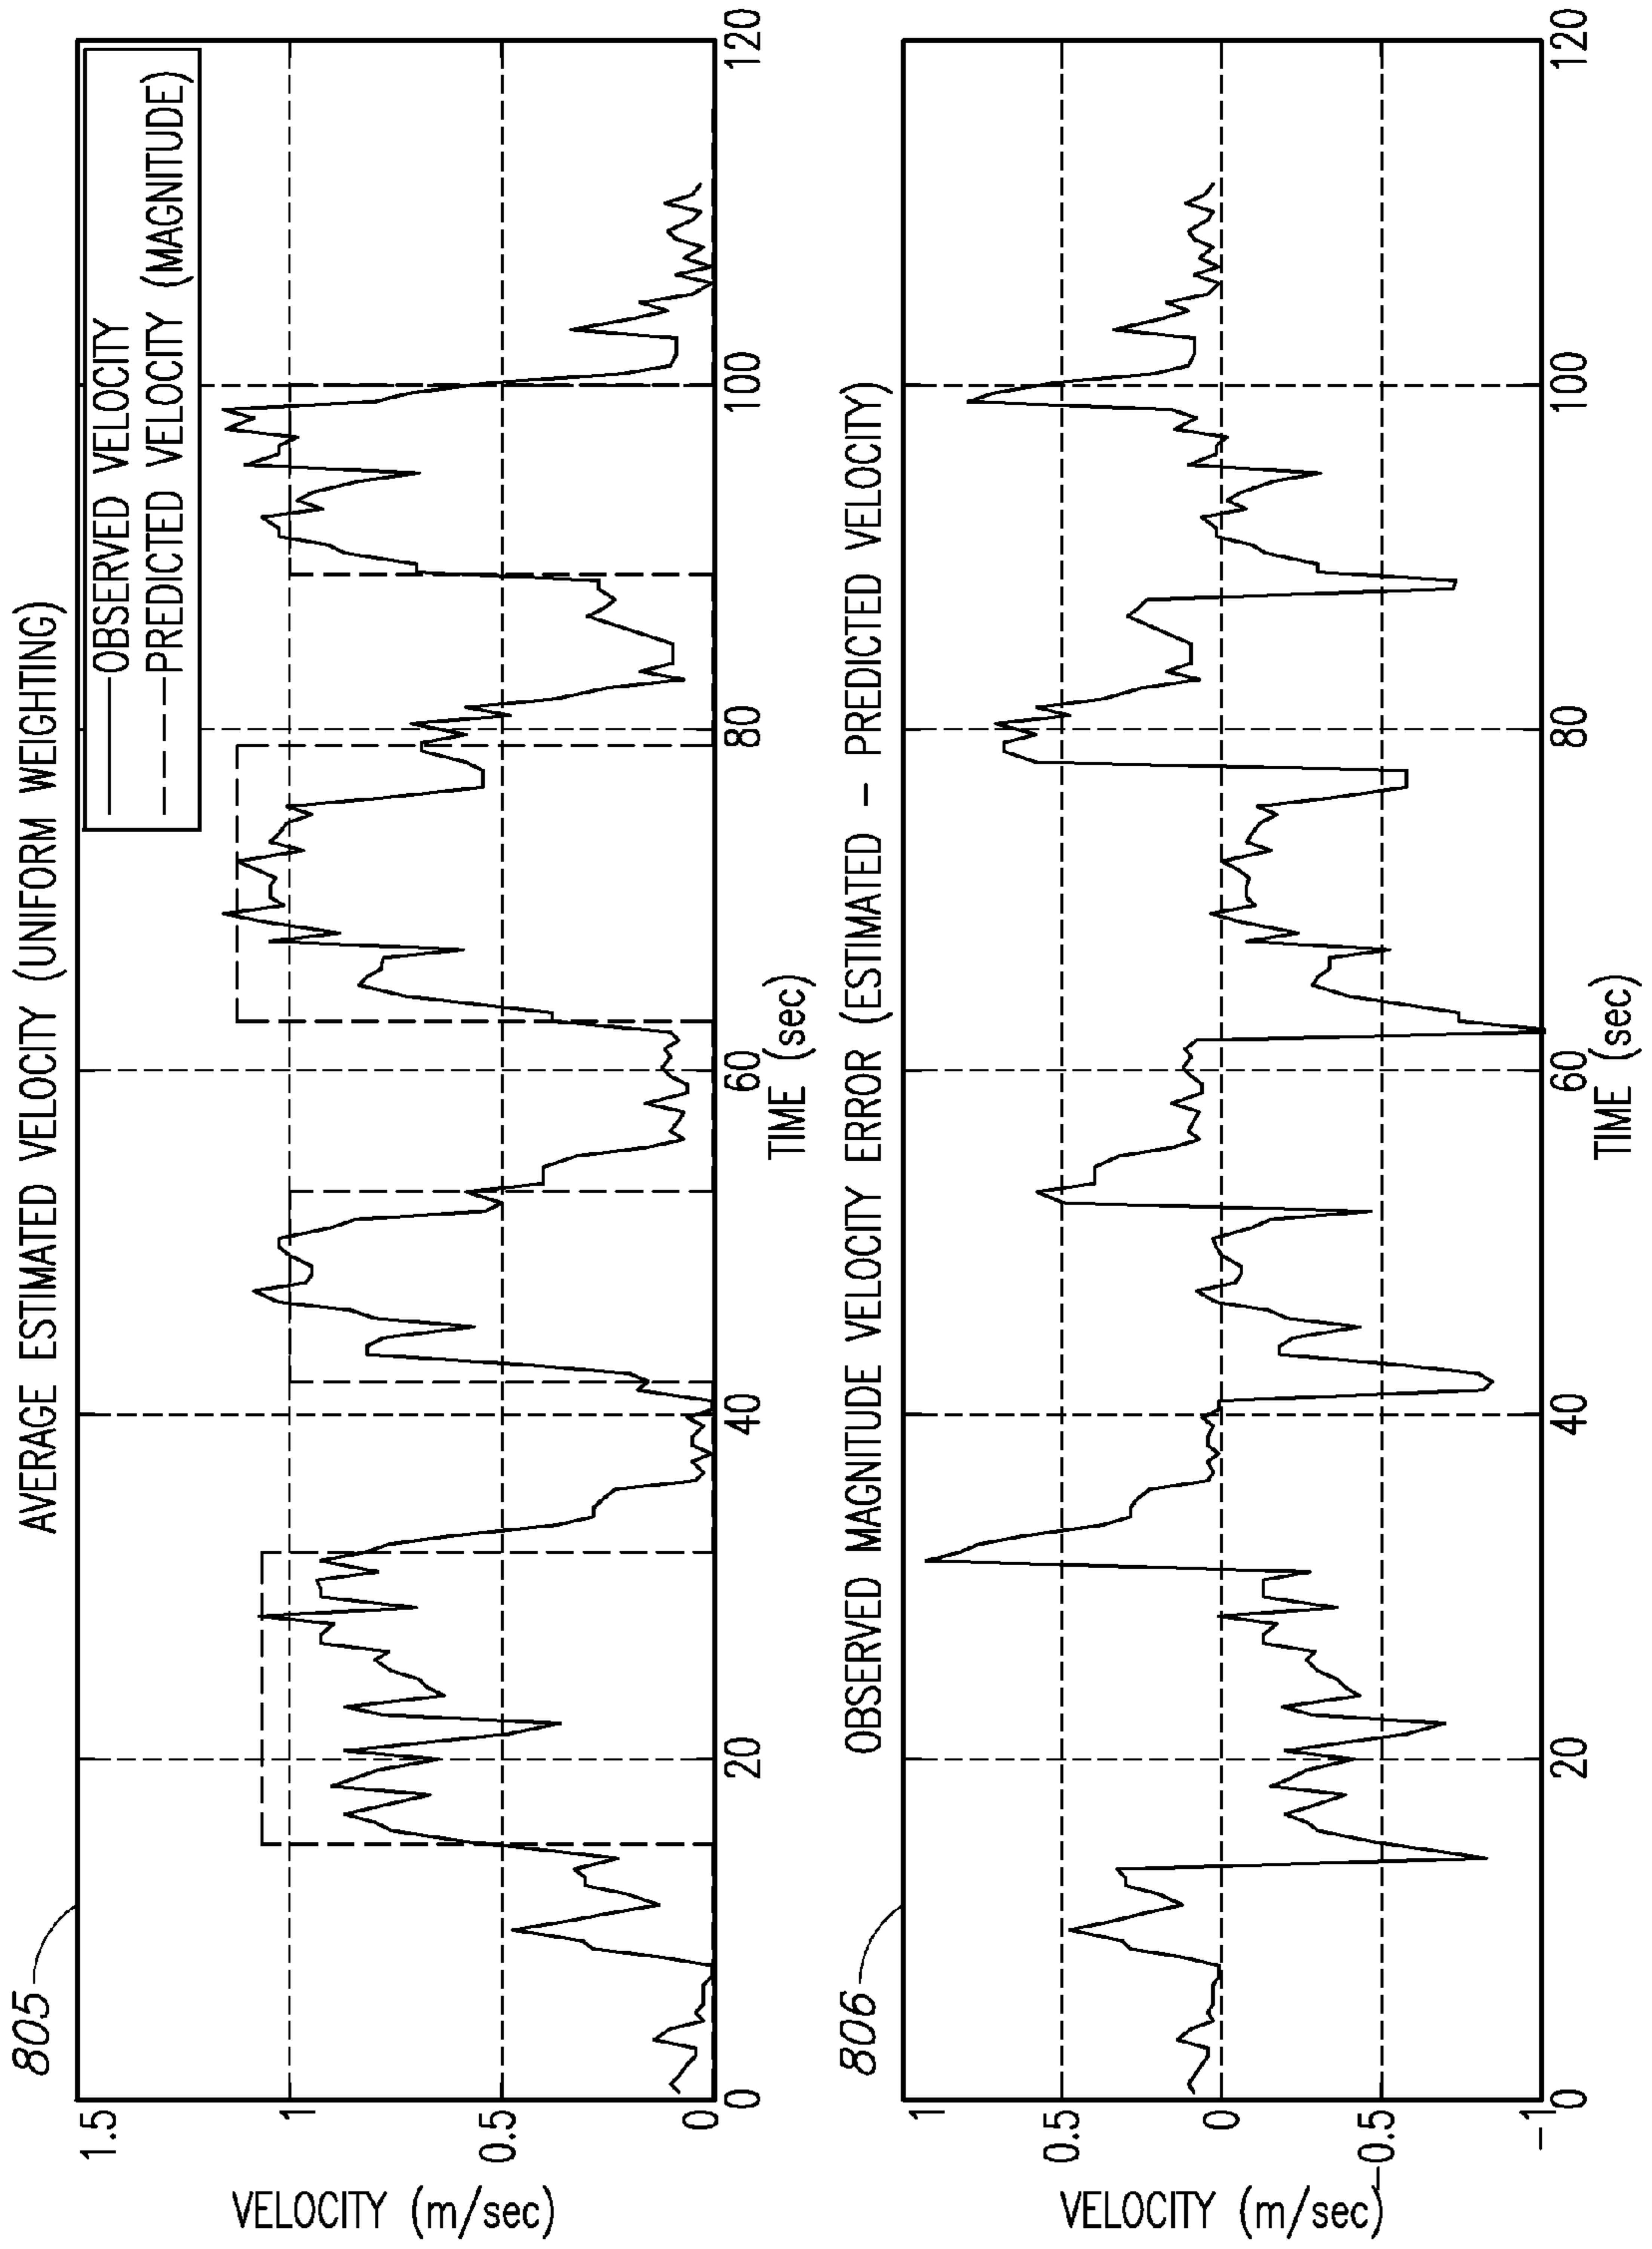 805
AVERAGE ESTIMATED VELOCITY (UNIFORM WEIGHTING)
OBSERVED VELOCITY
PREDICTED VELOCITY (MAGNITUDE)
VELOCITY (m/sec)
1.5
1
0.5
0
0 20 40 60 80 100 120
TIME (sec)
806
OBSERVED MAGNITUDE VELOCITY ERROR (ESTIMATED - PREDICTED VELOCITY)
VELOCITY (m/sec)
1
0.5
0
-0.5
-1
0 20 40 60 80 100 120
TIME (sec)